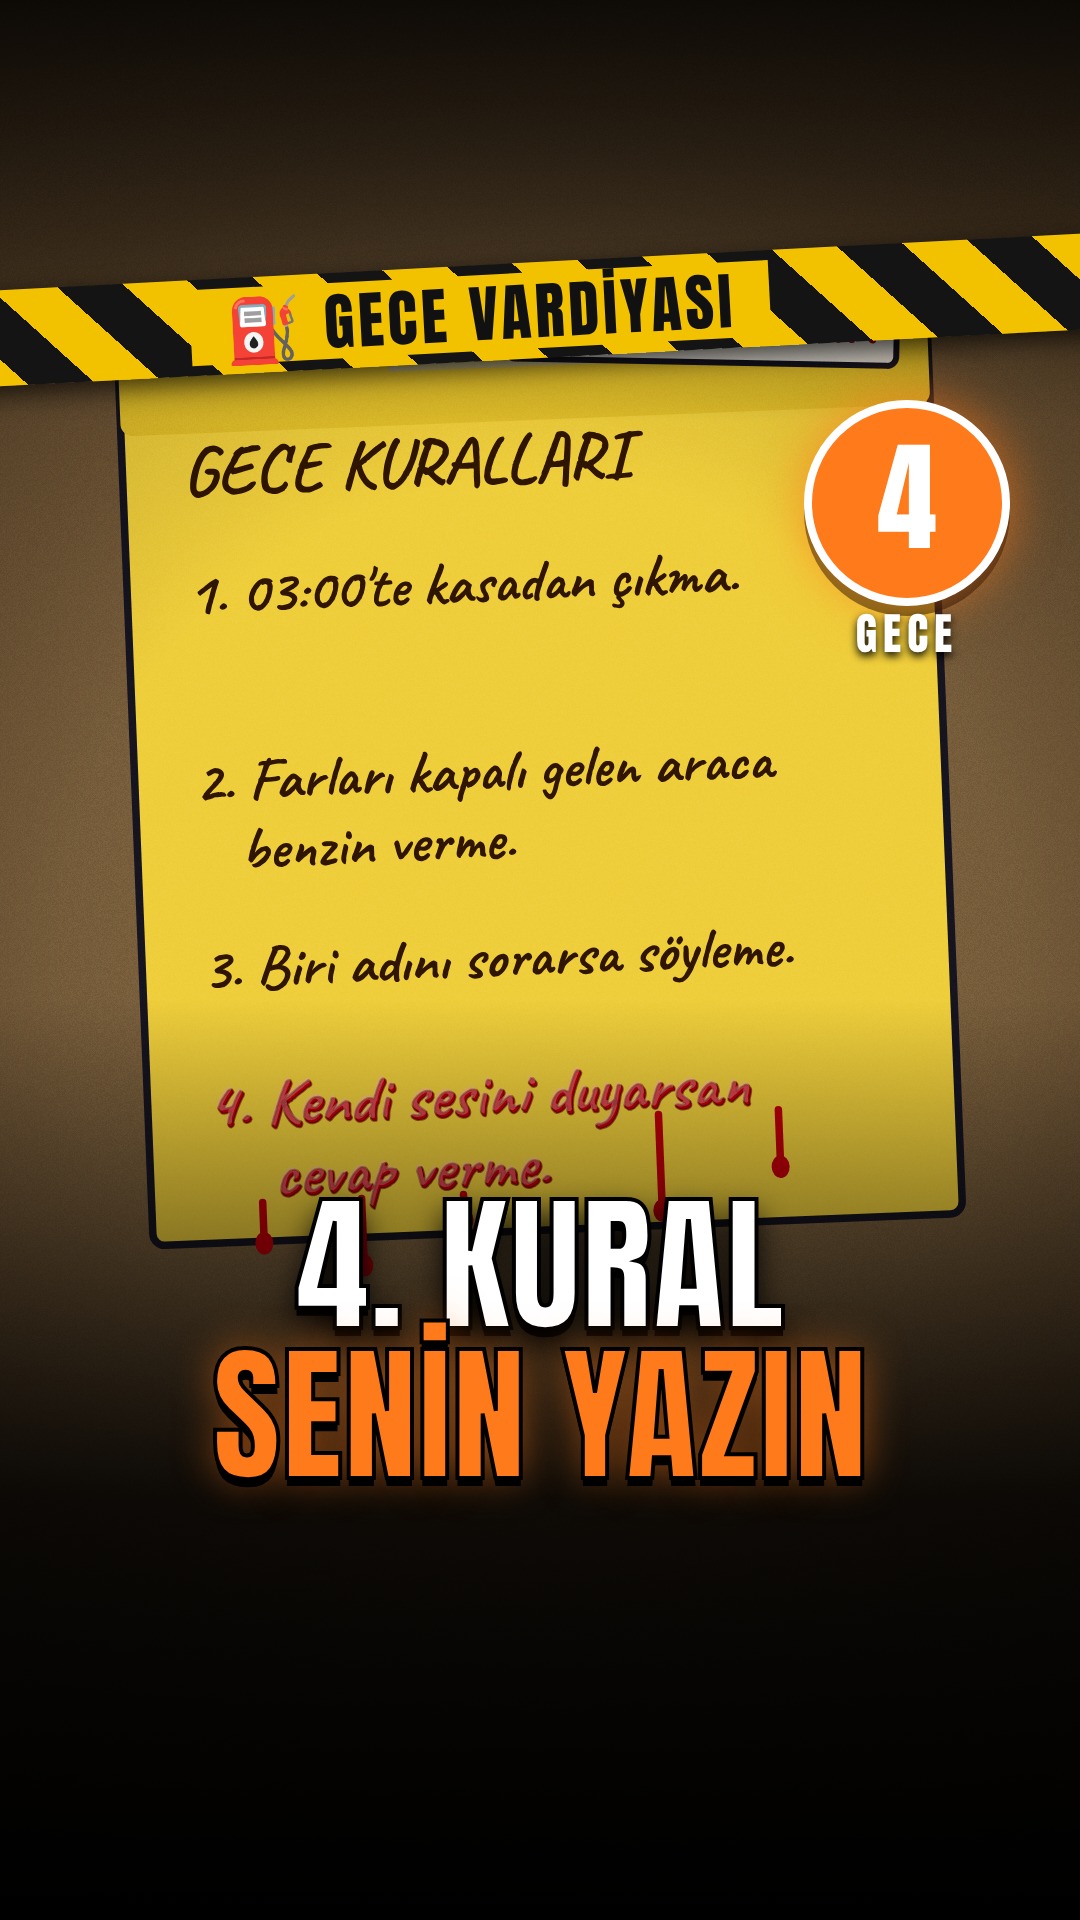 GECE VARDİYASI
GECE KURALLARI
4
GECE
1. 03:00'te kasadan çıkma.
2. Farları kapalı gelen araca
benzin verme.
3. Biri adını sorarsa söyleme.
4. Kendi sesini duyarsan
cevap verme.
4. KURAL
SENİN YAZIN